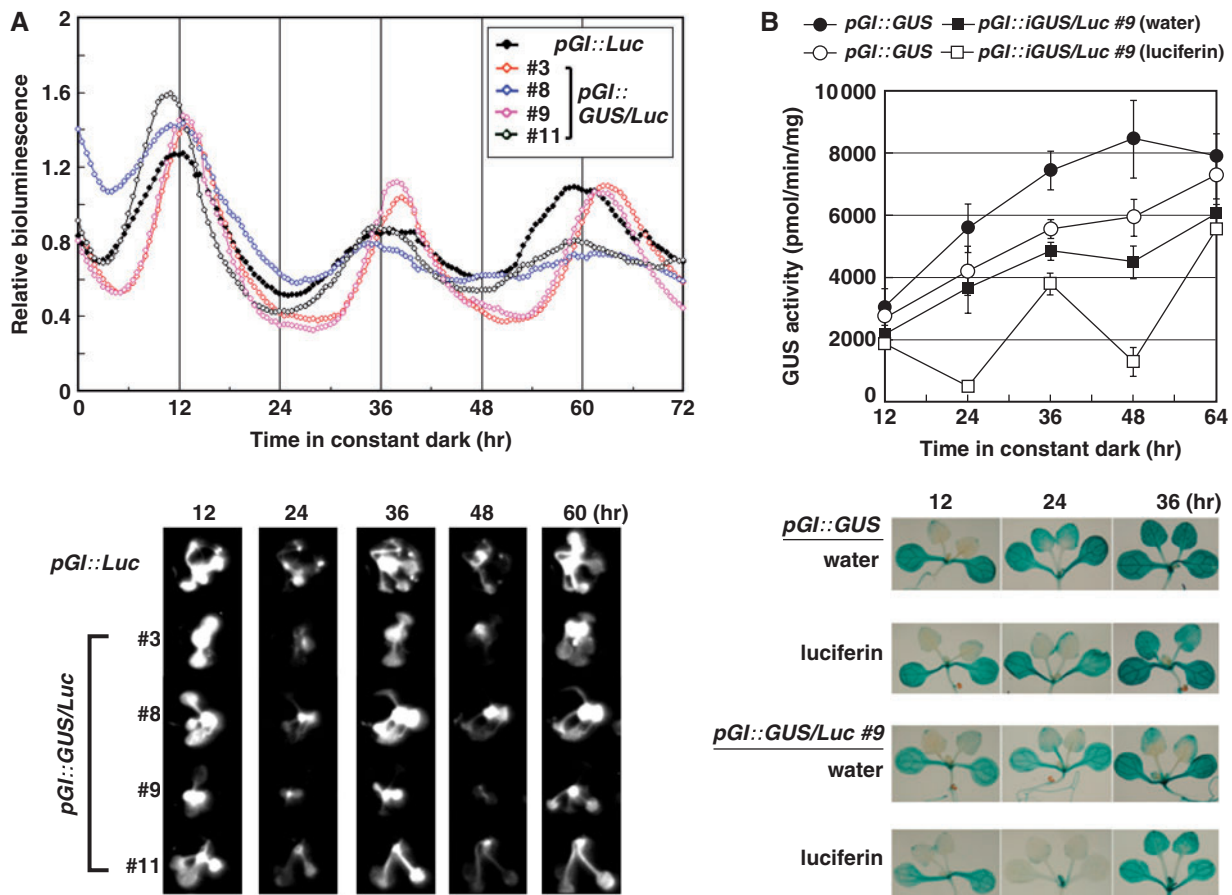 A
2
1.6
1.2
0.8
0.4
0
Relative bioluminescence
0 12 24 36 48 60 72
Time in constant dark (hr)
pGI::Luc
#3
#8
#9
#11
pGI::
GUS/Luc
B
pGI::GUS pGI::iGUS/Luc #9 (water)
pGI::GUS pGI::iGUS/Luc #9 (luciferin)
10 000
8000
6000
4000
2000
0
GUS activity (pmol/min/mg)
12 24 36 48 64
Time in constant dark (hr)
12 24 36 48 60 (hr)
pGI::Luc
pGI::GUS/Luc
#3
#8
#9
#11
12 24 36 (hr)
pGI::GUS
water
luciferin
pGI::GUS/Luc #9
water
luciferin